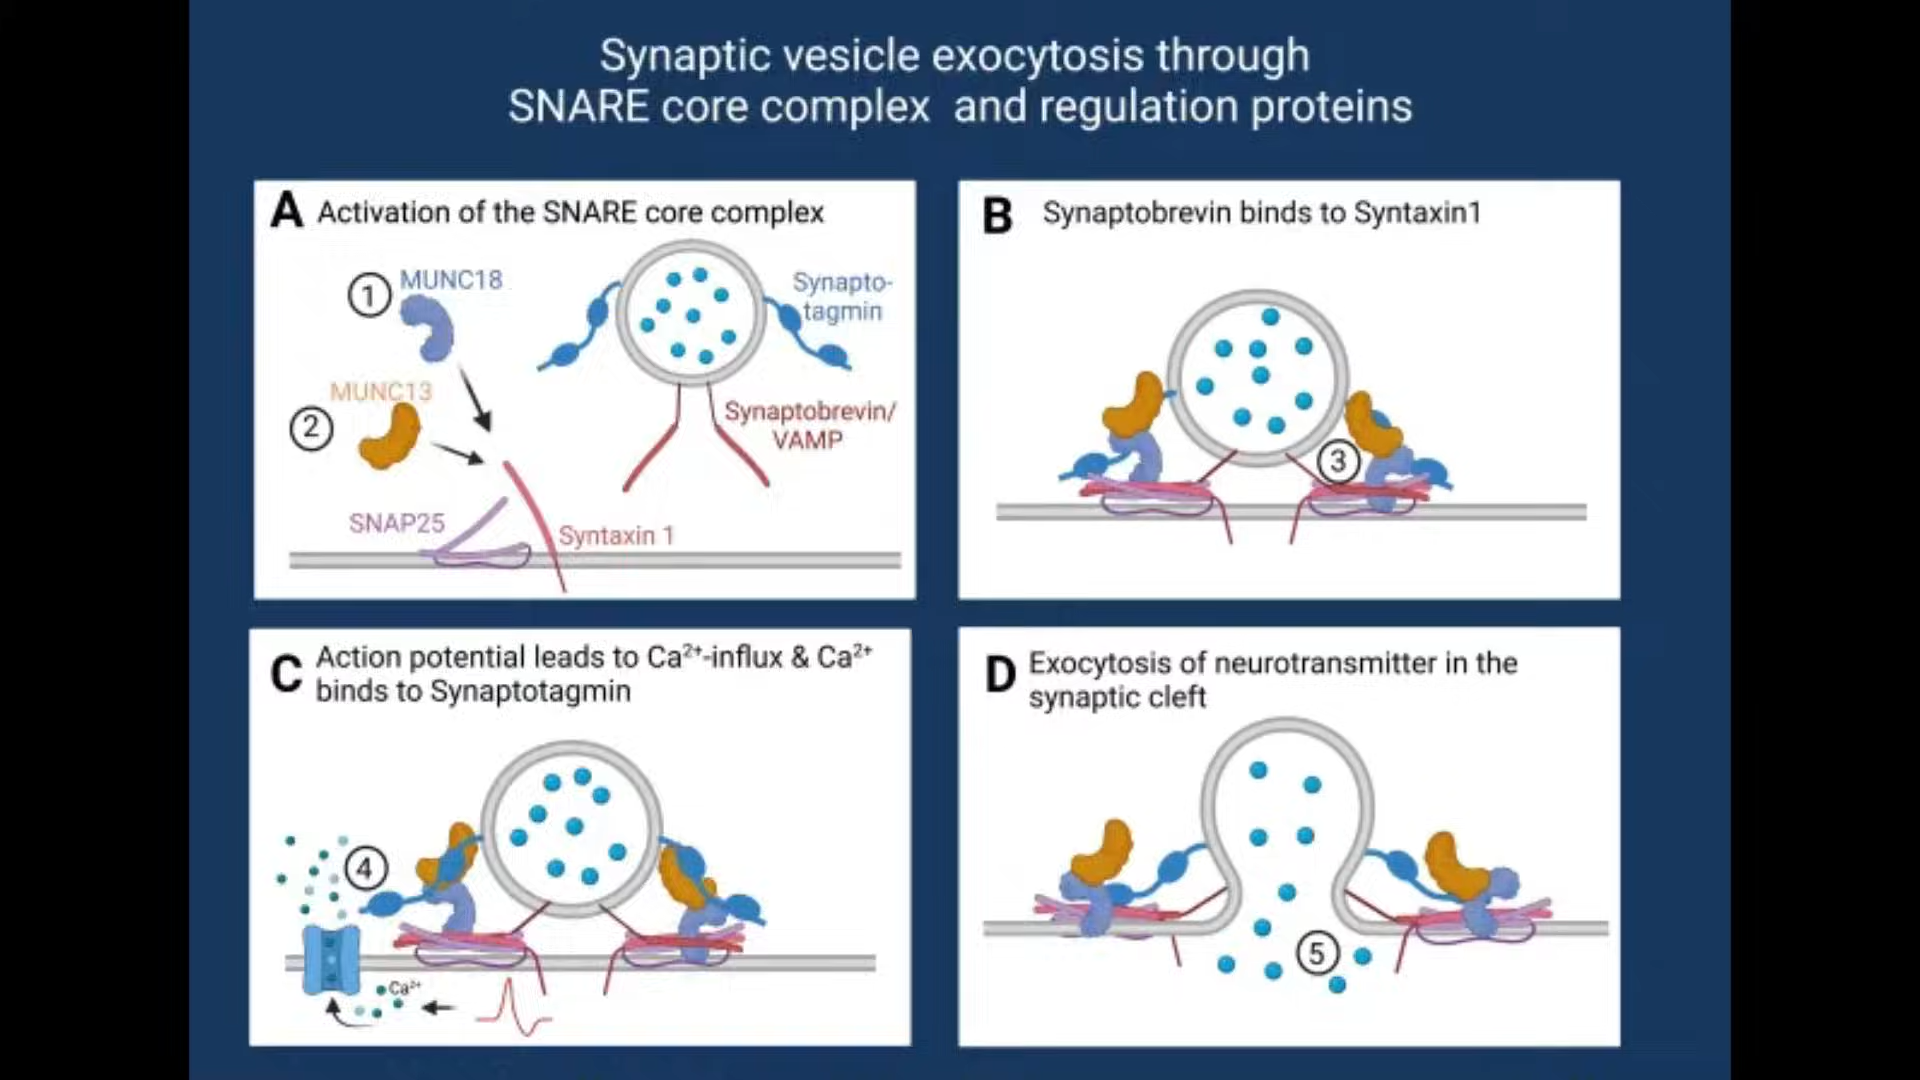 Synaptic vesicle exocytosis through
SNARE core complex and regulation proteins
A Activation of the SNARE core complex
1
MUNC18
Synapto-
tagmin
MUNC13
2
Synaptobrevin/
VAMP
SNAP25
Syntaxin 1
B Synaptobrevin binds to Syntaxin1
3
C Action potential leads to Ca²⁺-influx & Ca²⁺
binds to Synaptotagmin
4
Ca²⁺
D Exocytosis of neurotransmitter in the
synaptic cleft
5